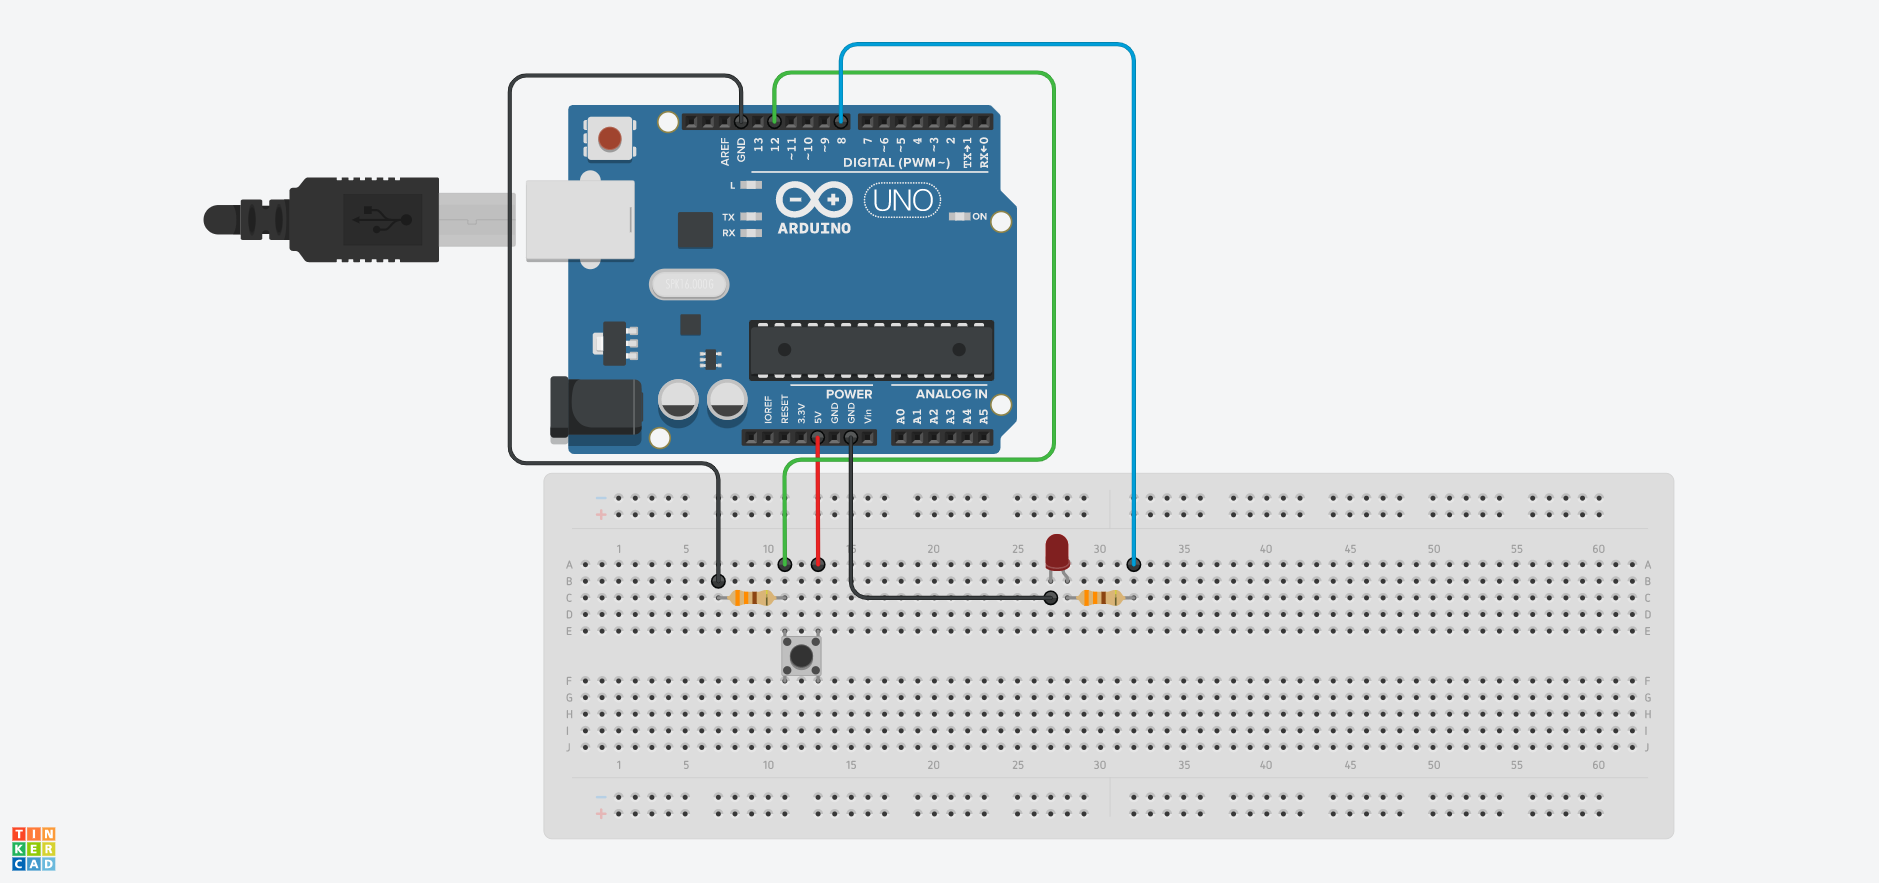 AREF GND 13 12 ~11 ~10 ~9 8 7 ~6 ~5 4 ~3 2 TX→1 RX←0
DIGITAL (PWM~)
L
TX
RX
UNO
ON
ARDUINO
SPK16.000G
POWER ANALOG IN
IOREF RESET 3.3V 5V GND GND Vin A0 A1 A2 A3 A4 A5
−
+
1 5 10 15 20 25 30 35 40 45 50 55 60
A A
B B
C C
D D
E E
F F
G G
H H
I I
J J
1 5 10 15 20 25 30 35 40 45 50 55 60
−
+
TIN
KER
CAD